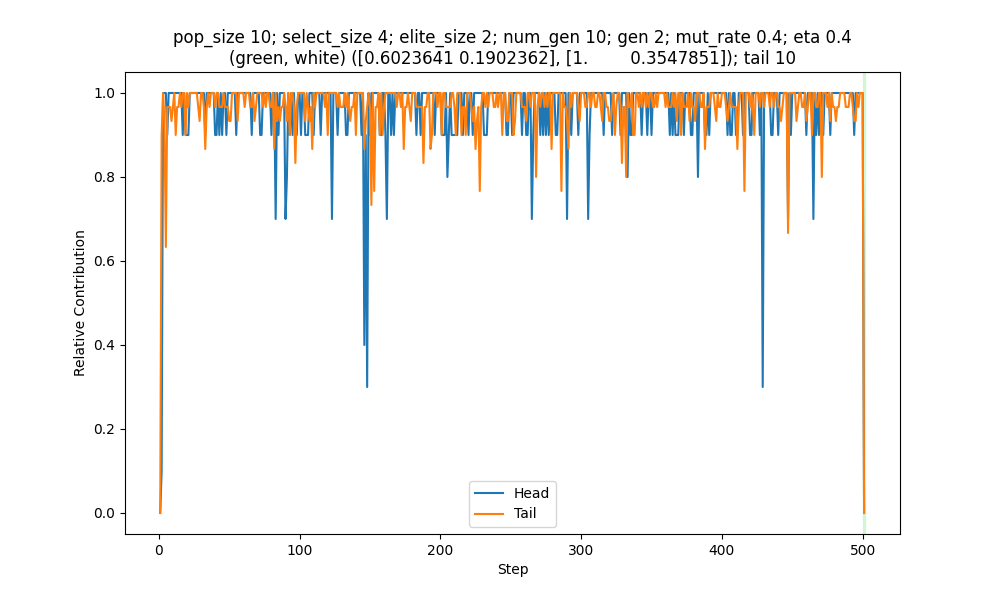 pop_size 10; select_size 4; elite_size 2; num_gen 10; gen 2; mut_rate 0.4; eta 0.4
(green, white) ([0.6023641 0.1902362], [1.         0.3547851]); tail 10
Relative Contribution
1.0
0.8
0.6
0.4
0.2
0.0
Head
Tail
0
100
200
300
400
500
Step